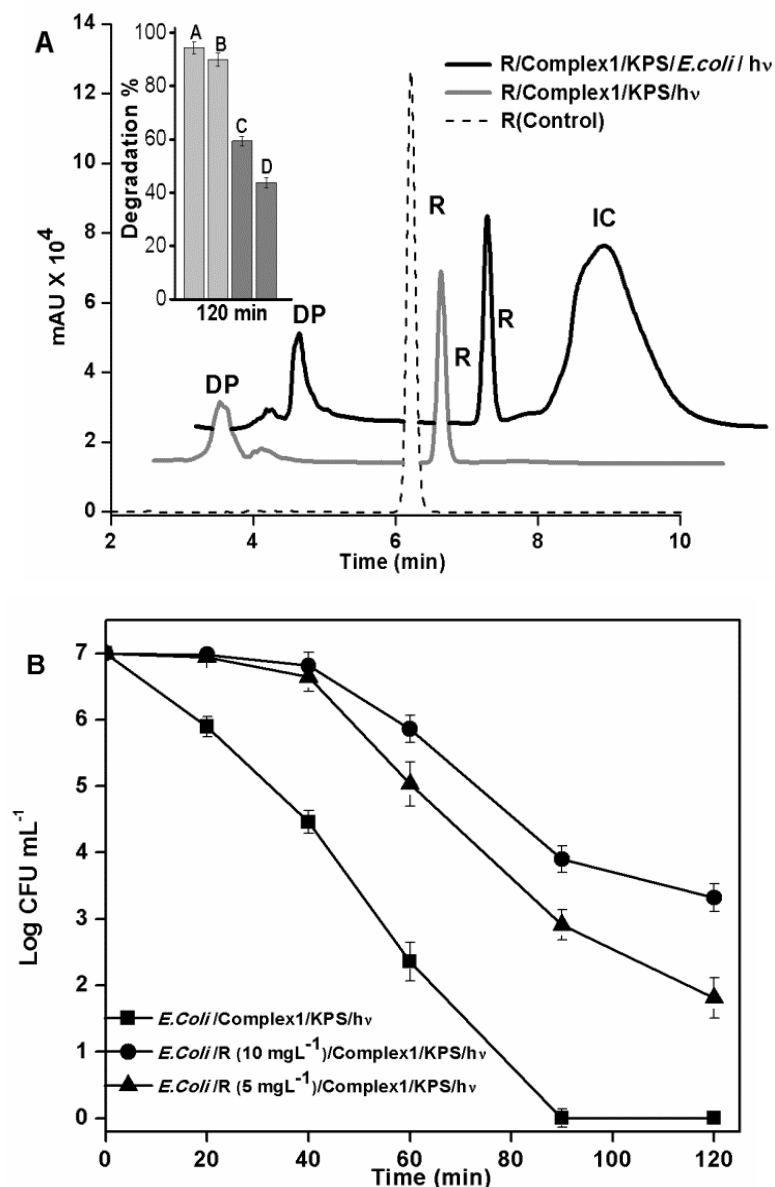 A
R/Complex1/KPS/E.coli/ hν
R/Complex1/KPS/hν
R(Control)
A
B
C
D
Degradation %
100
80
60
40
20
0
120 min
mAU X 10⁴
14
12
10
8
6
4
2
0
DP
DP
R
R
R
IC
2
4
6
8
10
Time (min)
B
Log CFU mL⁻¹
7
6
5
4
3
2
1
0
E.Coli /Complex1/KPS/hν
E.Coli /R (10 mgL⁻¹)/Complex1/KPS/hν
E.Coli /R (5 mgL⁻¹)/Complex1/KPS/hν
0
20
40
60
80
100
120
Time (min)